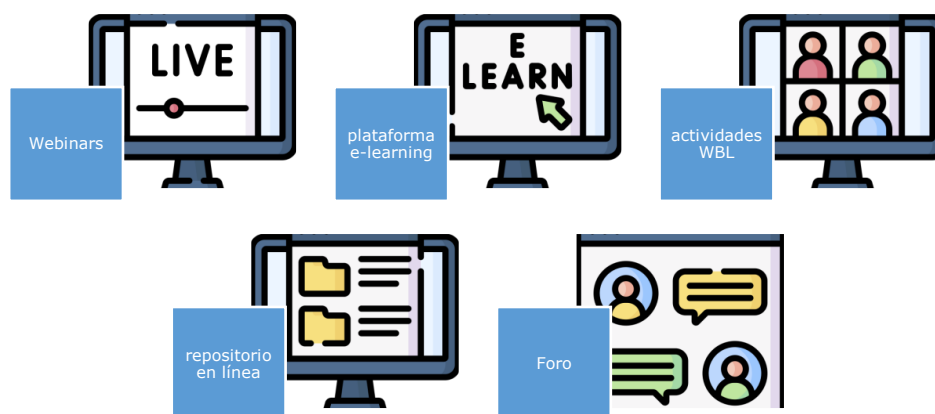 LIVE
Webinars
E
LEARN
plataforma
e-learning
actividades
WBL
repositorio
en línea
Foro